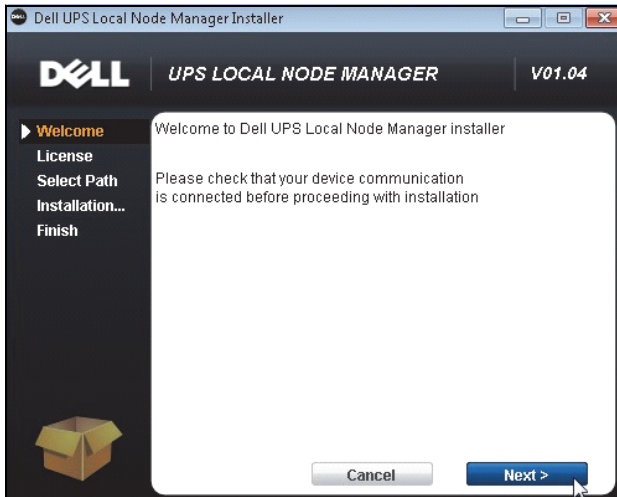 Dell UPS Local Node Manager Installer
DELL UPS LOCAL NODE MANAGER V01.04
Welcome
License
Select Path
Installation...
Finish
Welcome to Dell UPS Local Node Manager installer
Please check that your device communication
is connected before proceeding with installation
Cancel Next >